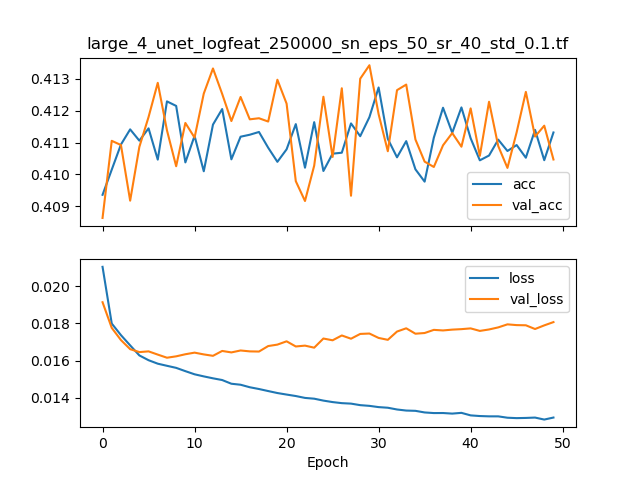 large_4_unet_logfeat_250000_sn_eps_50_sr_40_std_0.1.tf
0.413
0.412
0.411
0.410
0.409
acc
val_acc
0.020
0.018
0.016
0.014
loss
val_loss
0 10 20 30 40 50
Epoch